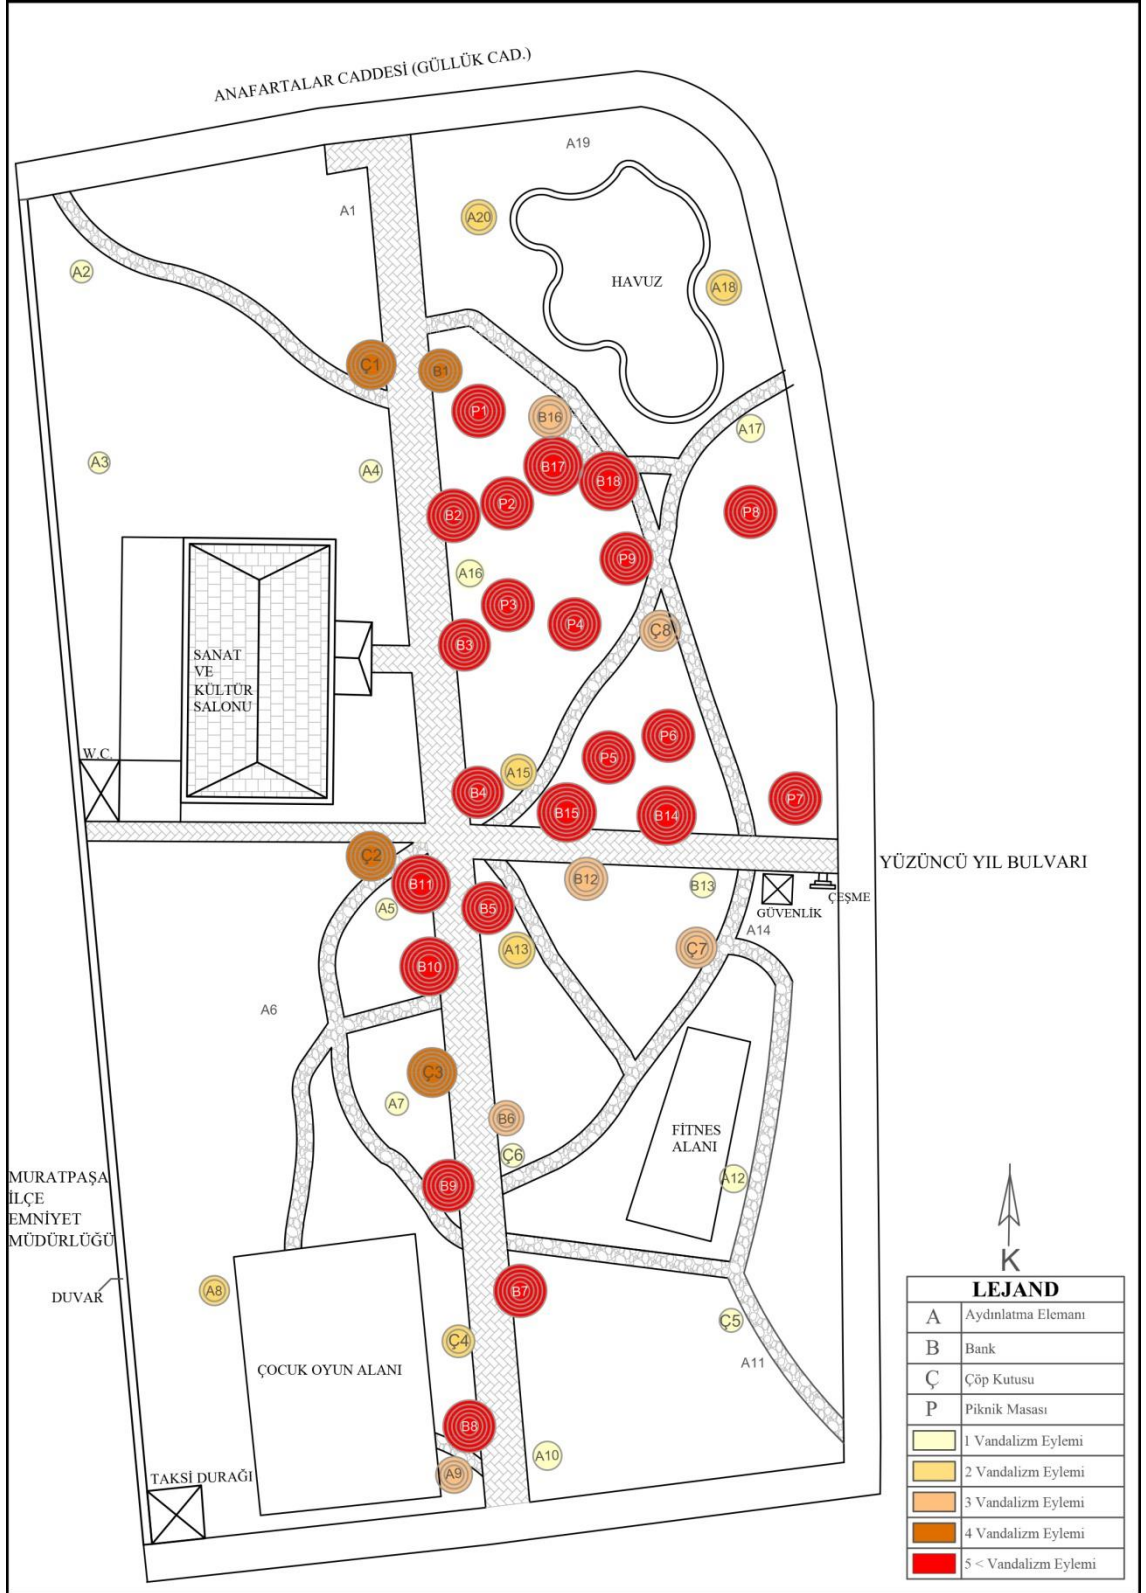 ANAFARTALAR CADDESİ (GÜLLÜK CAD.)
A19
A1
A20
A2
HAVUZ
A18
Ç1
B1
P1
B16
A17
A3
A4
B17
B18
B2
P2
P8
P9
A16
P3
P4
Ç8
B3
SANAT
VE
KÜLTÜR
SALONU
P6
W.C.
P5
A15
B4
P7
B15
B14
Ç2
YÜZÜNCÜ YIL BULVARI
B11
B12
B13
ÇEŞME
A5
B5
GÜVENLİK
A14
A13
Ç7
B10
A6
Ç3
A7
B6
FİTNES
ALANI
Ç6
A12
B9
MURATPAŞA
İLÇE
EMNİYET
MÜDÜRLÜĞÜ
A8
B7
DUVAR
Ç5
Ç4
A11
ÇOCUK OYUN ALANI
B8
A10
A9
TAKSİ DURAĞI
K
LEJAND
A Aydınlatma Elemanı
B Bank
Ç Çöp Kutusu
P Piknik Masası
1 Vandalizm Eylemi
2 Vandalizm Eylemi
3 Vandalizm Eylemi
4 Vandalizm Eylemi
5 < Vandalizm Eylemi